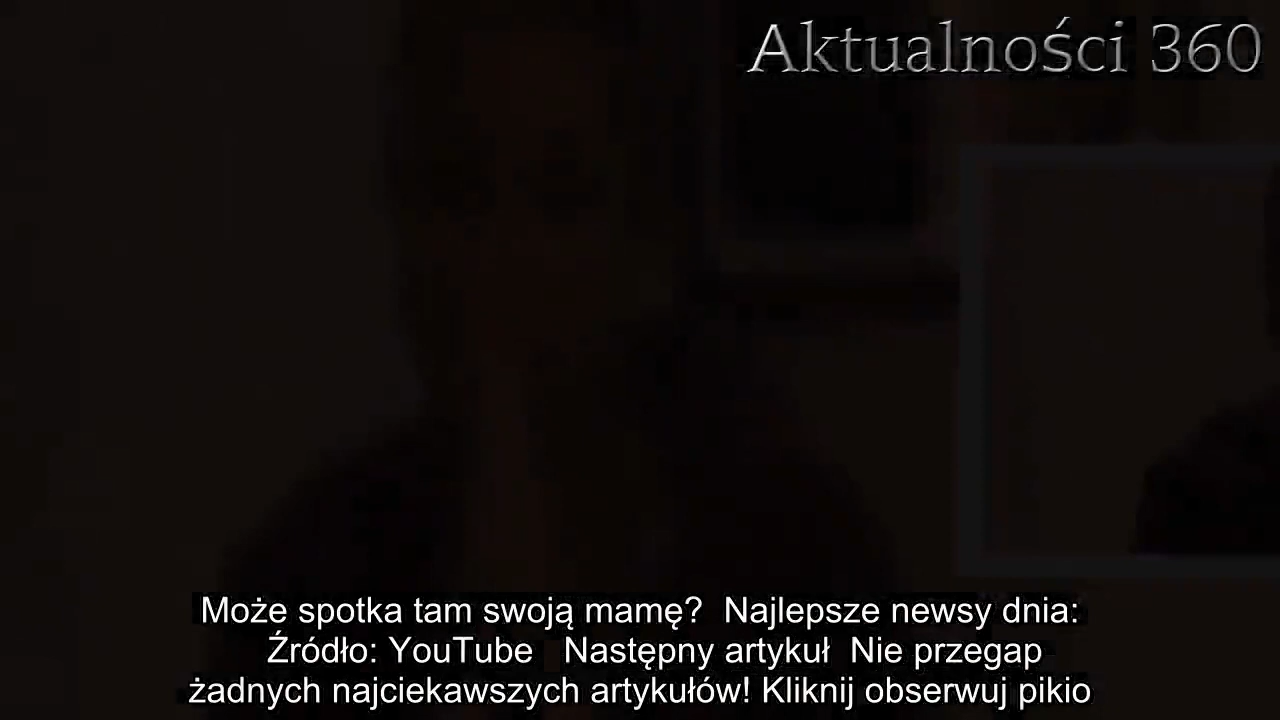 Aktualności 360
Może spotka tam swoją mamę? Najlepsze newsy dnia:
Źródło: YouTube Następny artykuł Nie przegap
żadnych najciekawszych artykułów! Kliknij obserwuj pikio